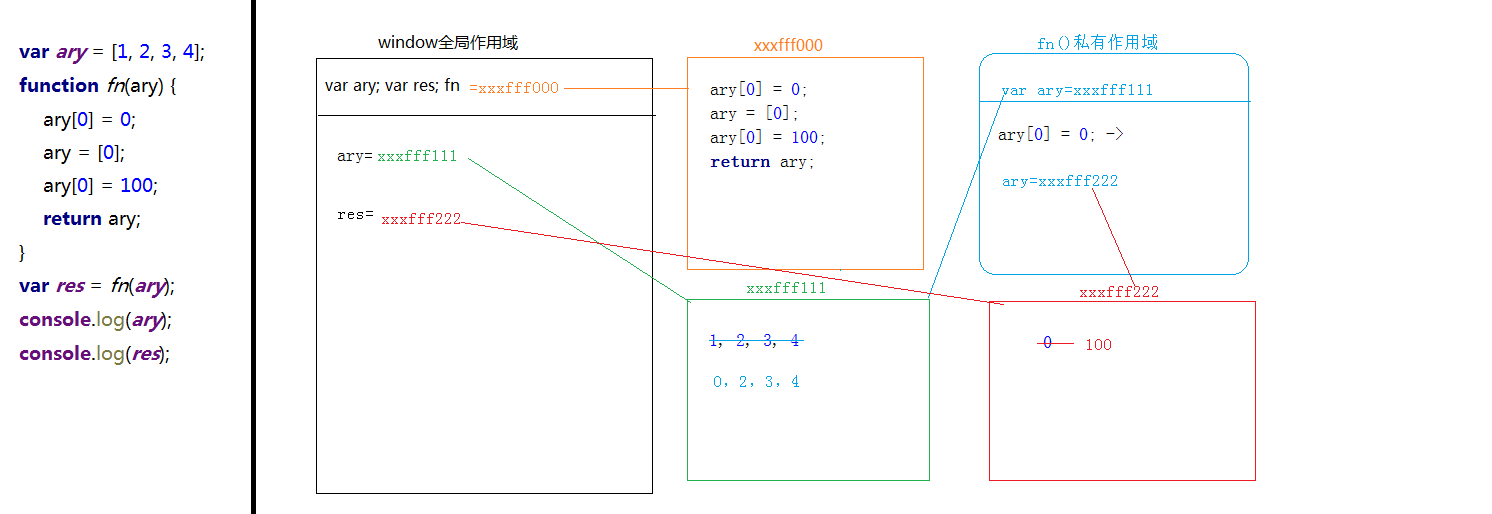 var ary = [1, 2, 3, 4];
function fn(ary) {
ary[0] = 0;
ary = [0];
ary[0] = 100;
return ary;
}
var res = fn(ary);
console.log(ary);
console.log(res);
window全局作用域
var ary; var res; fn =xxxfff000
ary= xxxfff111
res= xxxfff222
xxxfff000
ary[0] = 0;
ary = [0];
ary[0] = 100;
return ary;
fn()私有作用域
var ary=xxxfff111
ary[0] = 0; ->
ary=xxxfff222
xxxfff111
1, 2, 3, 4
0, 2, 3, 4
xxxfff222
0 100